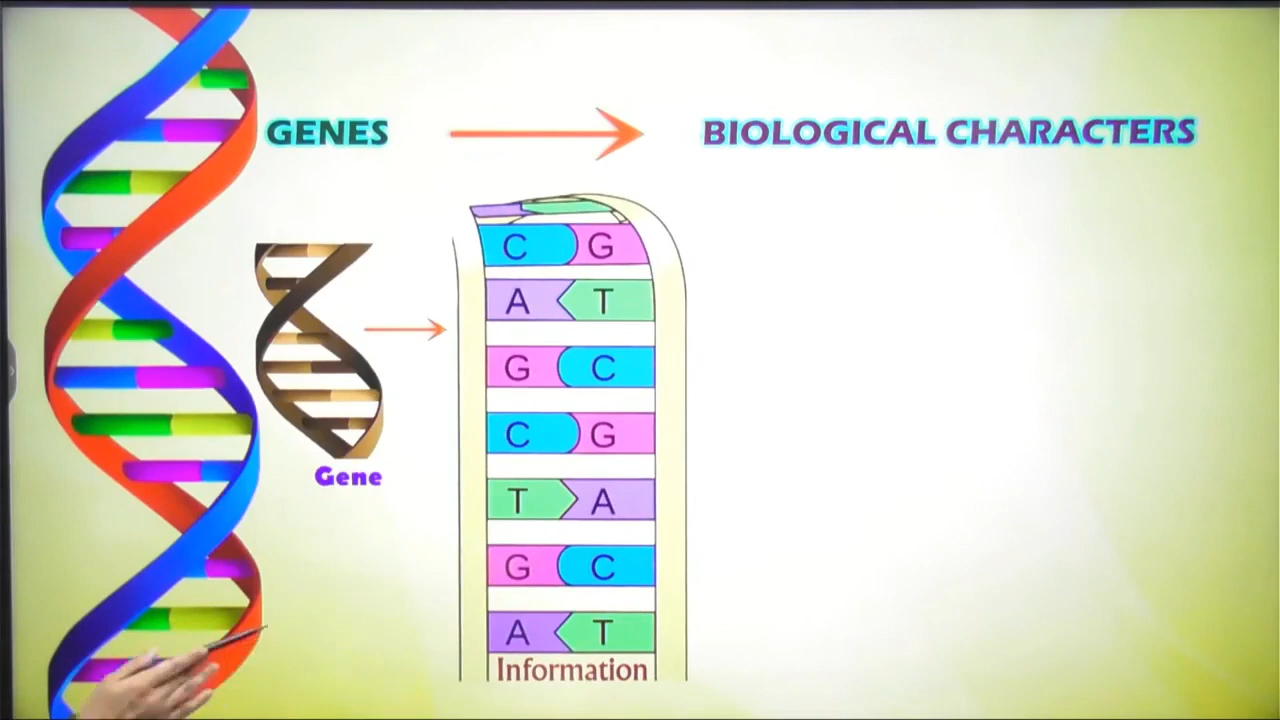 GENES
BIOLOGICAL CHARACTERS
C G
A T
G C
C G
T A
G C
A T
Information
Gene